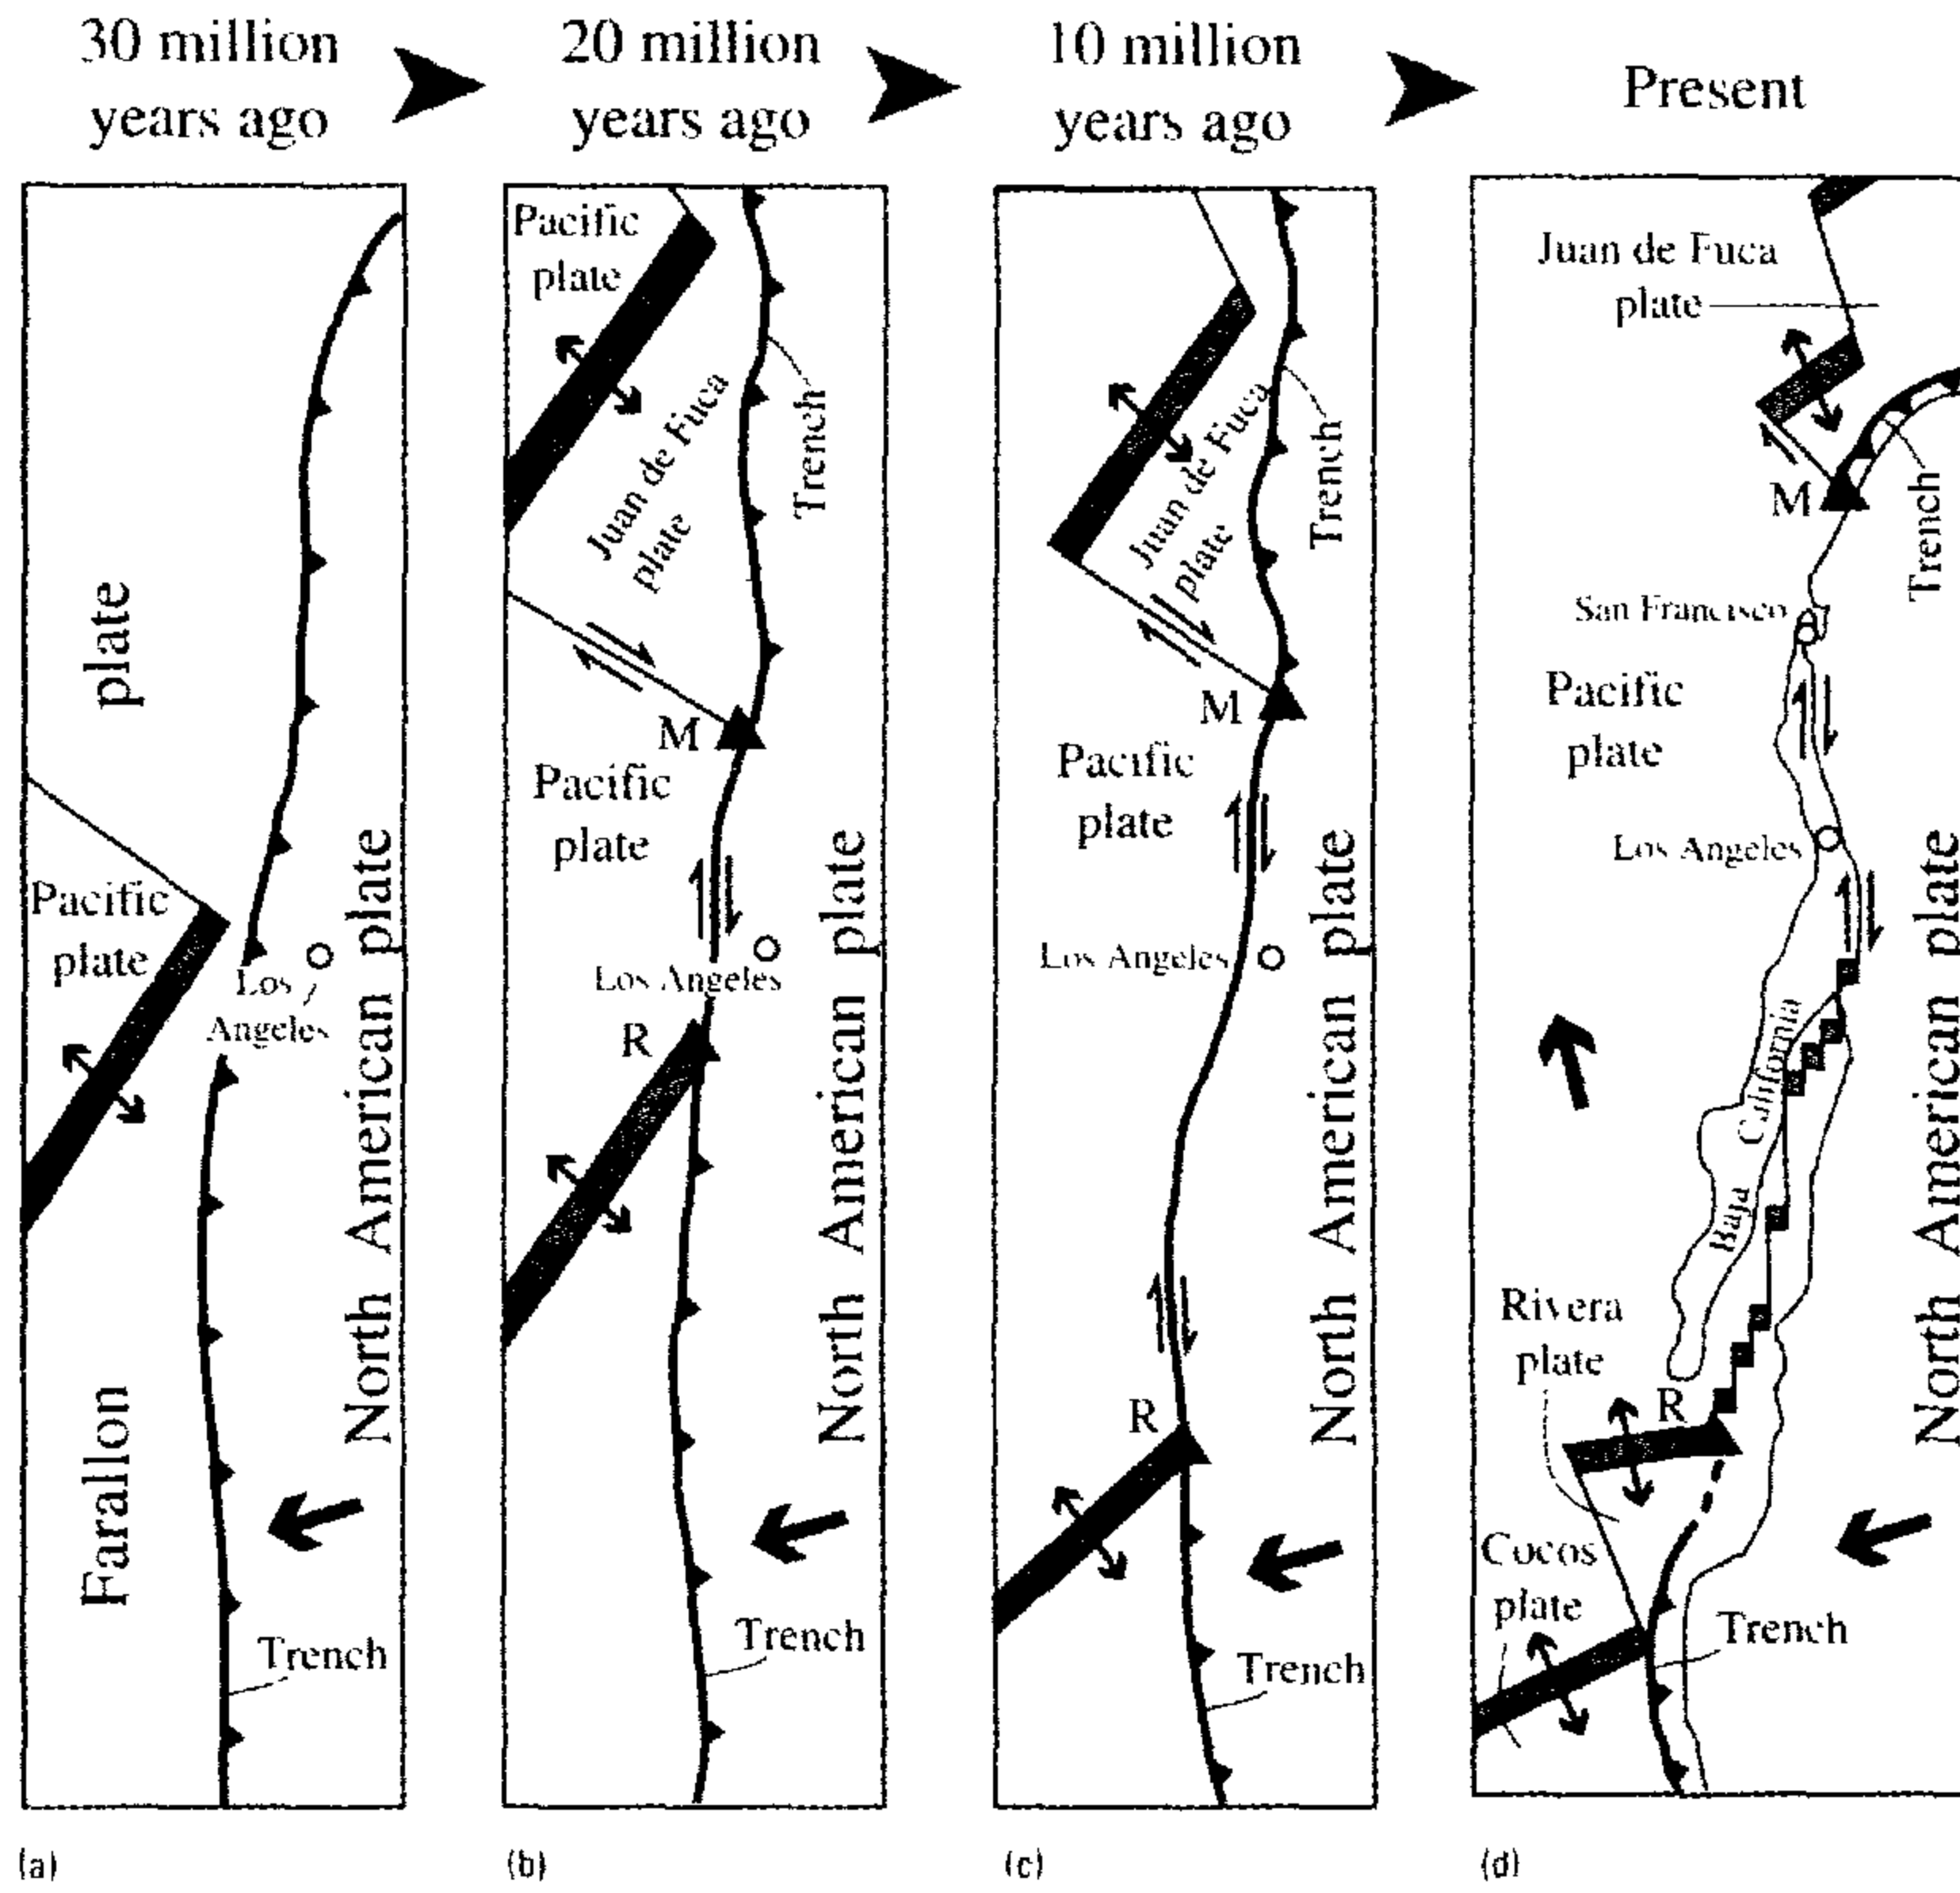 30 million
years ago
20 million
years ago
10 million
years ago
Present
plate
Pacific
plate
Los
Angeles
North American plate
Farallon
Trench
(a)
Pacific
plate
Juan de Fuca
plate
Trench
M
Pacific
plate
Los Angeles
R
North American plate
Trench
(b)
Juan de Fuca
plate
Trench
M
Pacific
plate
Los Angeles
North American plate
R
Trench
(c)
Juan de Fuca
plate
M
Trench
San Francisco
Pacific
plate
Los Angeles
North American plate
Baja California
Rivera
plate
R
Cocos
plate
Trench
(d)